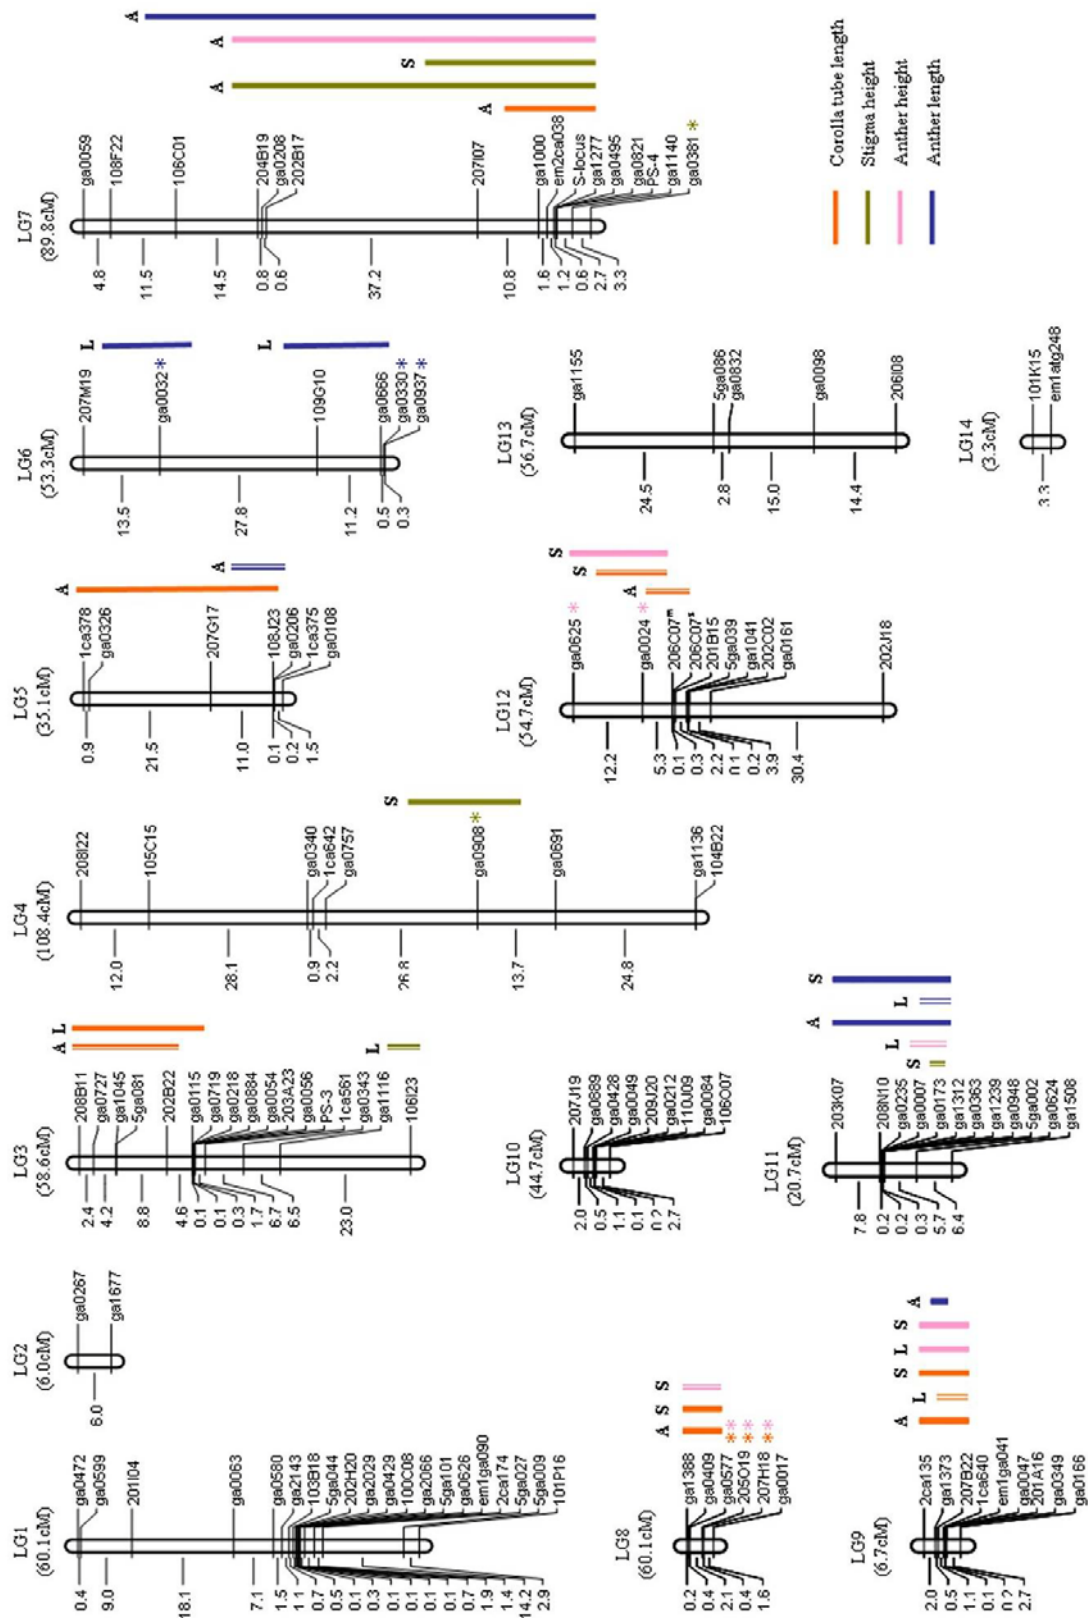 LG1
(60.1cM)
0.4
9.0
18.1
7.1
1.5
1.1
0.7
0.5
0.1
0.3
0.1
0.1
0.1
0.7
1.9
1.4
14.2
2.9
ga0472
ga0599
201I04
ga0063
ga0580
ga2143
103B18
5ga044
202H20
ga2029
ga0429
100C08
ga2066
5ga101
ga0626
em1ga090
2ca174
5ga027
5ga009
101P16
LG2
(6.0cM)
6.0
ga0267
ga1677
LG3
(58.6cM)
2.4
4.2
8.8
4.6
0.1
0.1
0.3
1.7
6.7
6.5
23.0
208B11
ga0727
ga1045
5ga081
202B22
ga0115
ga0719
ga0218
ga0884
ga0054
203A23
ga0056
PS-3
1ca561
ga0343
ga1116
106I23
A L
L
LG4
(108.4cM)
12.0
28.1
0.9
2.2
26.8
13.7
24.8
208I22
105C15
ga0340
1ca642
ga0757
ga0908 *
ga0691
ga1136
104B22
S
LG5
(35.1cM)
0.9
21.5
11.0
0.1
0.2
1.5
1ca378
ga0326
207G17
108J23
ga0206
1ca375
ga0108
A
A
LG6
(53.3cM)
13.5
27.8
11.2
0.5
0.3
207M19
ga0032 *
109G10
ga0666
ga0330 *
ga0937 *
L
L
LG7
(89.8cM)
4.8
11.5
14.5
0.8
0.6
37.2
10.8
1.6
1.2
0.6
2.7
3.3
ga0059
108F22
106C01
204B19
ga0208
202B17
207I07
ga1000
em2ca038
S-locus
ga1277
ga0495
ga0821
PS-4
ga1140
ga0381 *
A
A
S
A
A
LG8
(60.1cM)
0.2
0.4
2.1
0.4
1.6
ga1388
ga0409
ga0577 **
205O19 **
207H18 **
ga0017
A S S
LG9
(6.7cM)
2.0
0.5
1.1
0.1
0.2
2.7
2ca135
ga1373
207B22
1ca640
em1ga041
ga0047
201A16
ga0349
ga0166
A L S L S A
LG10
(44.7cM)
2.0
0.5
1.1
0.1
0.2
2.7
207J19
ga0889
ga0428
ga0049
209J20
ga0212
110J09
ga0084
106O07
LG11
(20.7cM)
7.8
0.2
0.2
0.3
5.7
6.4
203K07
208N10
ga0235
ga0007
ga0173
ga1312
ga0363
ga1239
ga0948
5ga002
ga0624
ga1508
S L A L S
LG12
(54.7cM)
12.2
5.3
0.1
0.3
2.2
0.1
0.2
3.9
30.4
ga0625 *
ga0024 *
206C07m
206C07s
201B15
5ga039
ga1041
202C02
ga0161
202J18
A S S
LG13
(56.7cM)
24.5
2.8
15.0
14.4
ga1155
5ga086
ga0832
ga0098
206I08
LG14
(3.3cM)
3.3
101K15
em1atg248
Corolla tube length
Stigma height
Anther height
Anther length